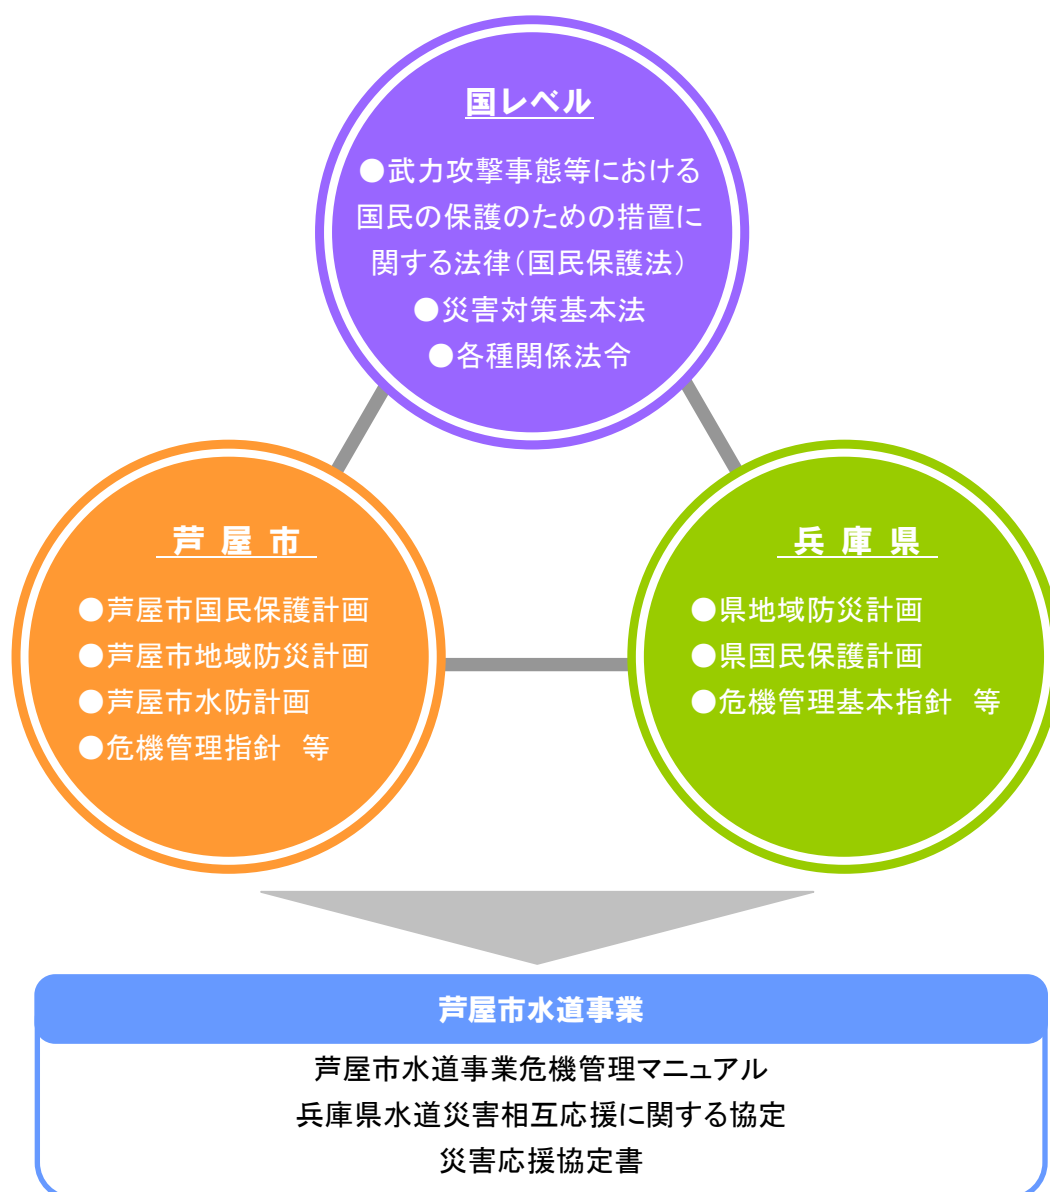 国レベル
●武力攻撃事態等における
国民の保護のための措置に
関する法律(国民保護法)
●災害対策基本法
●各種関係法令
芦 屋 市
●芦屋市国民保護計画
●芦屋市地域防災計画
●芦屋市水防計画
●危機管理指針　等
兵 庫 県
●県地域防災計画
●県国民保護計画
●危機管理基本指針　等
芦屋市水道事業
芦屋市水道事業危機管理マニュアル
兵庫県水道災害相互応援に関する協定
災害応援協定書